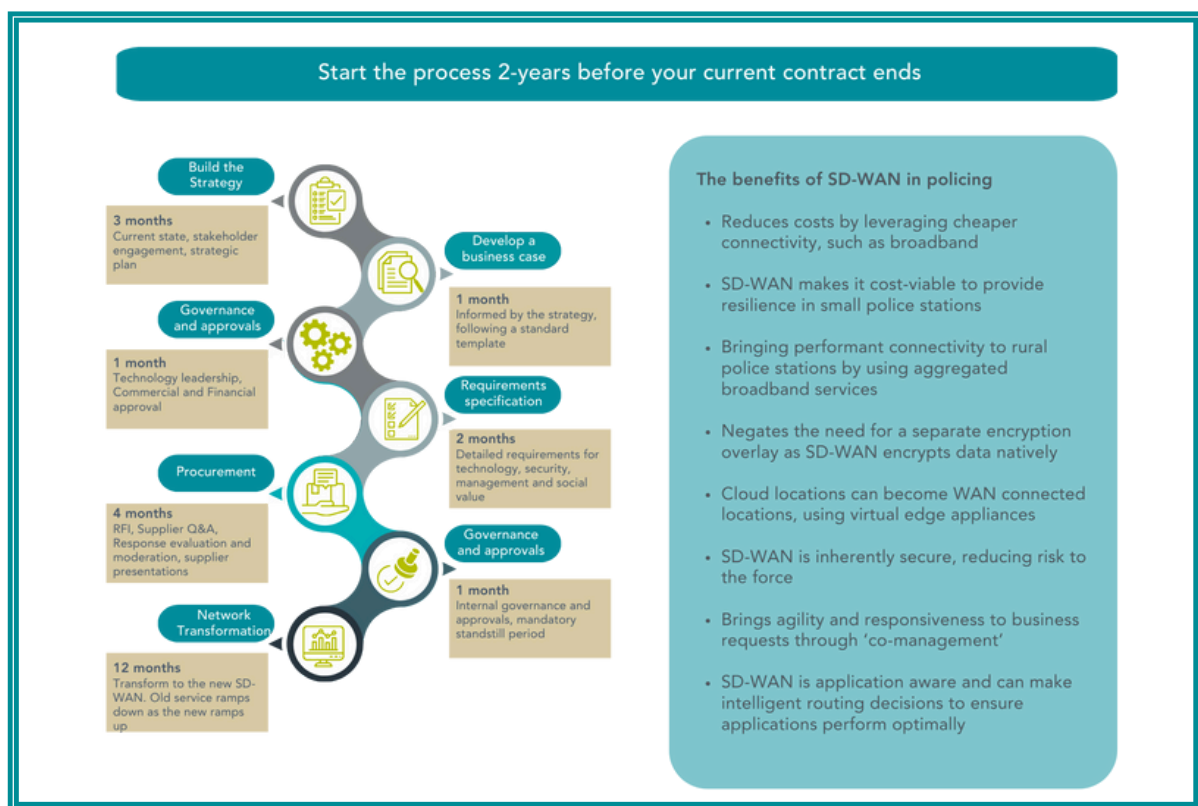 Start the process 2-years before your current contract ends
Build the
Strategy
3 months
Current state, stakeholder
engagement, strategic
plan
Develop a
business case
1 month
Informed by the strategy,
following a standard
template
Governance
and approvals
1 month
Technology leadership,
Commercial and Financial
approval
Requirements
specification
2 months
Detailed requirements for
technology, security,
management and social
value
Procurement
4 months
RFI, Supplier Q&A,
Response evaluation and
moderation, supplier
presentations
Governance
and approvals
1 month
Internal governance and
approvals, mandatory
standstill period
Network
Transformation
12 months
Transform to the new SD-
WAN. Old service ramps
down as the new ramps
up
The benefits of SD-WAN in policing
• Reduces costs by leveraging cheaper
connectivity, such as broadband
• SD-WAN makes it cost-viable to provide
resilience in small police stations
• Bringing performant connectivity to rural
police stations by using aggregated
broadband services
• Negates the need for a separate encryption
overlay as SD-WAN encrypts data natively
• Cloud locations can become WAN connected
locations, using virtual edge appliances
• SD-WAN is inherently secure, reducing risk to
the force
• Brings agility and responsiveness to business
requests through ‘co-management’
• SD-WAN is application aware and can make
intelligent routing decisions to ensure
applications perform optimally